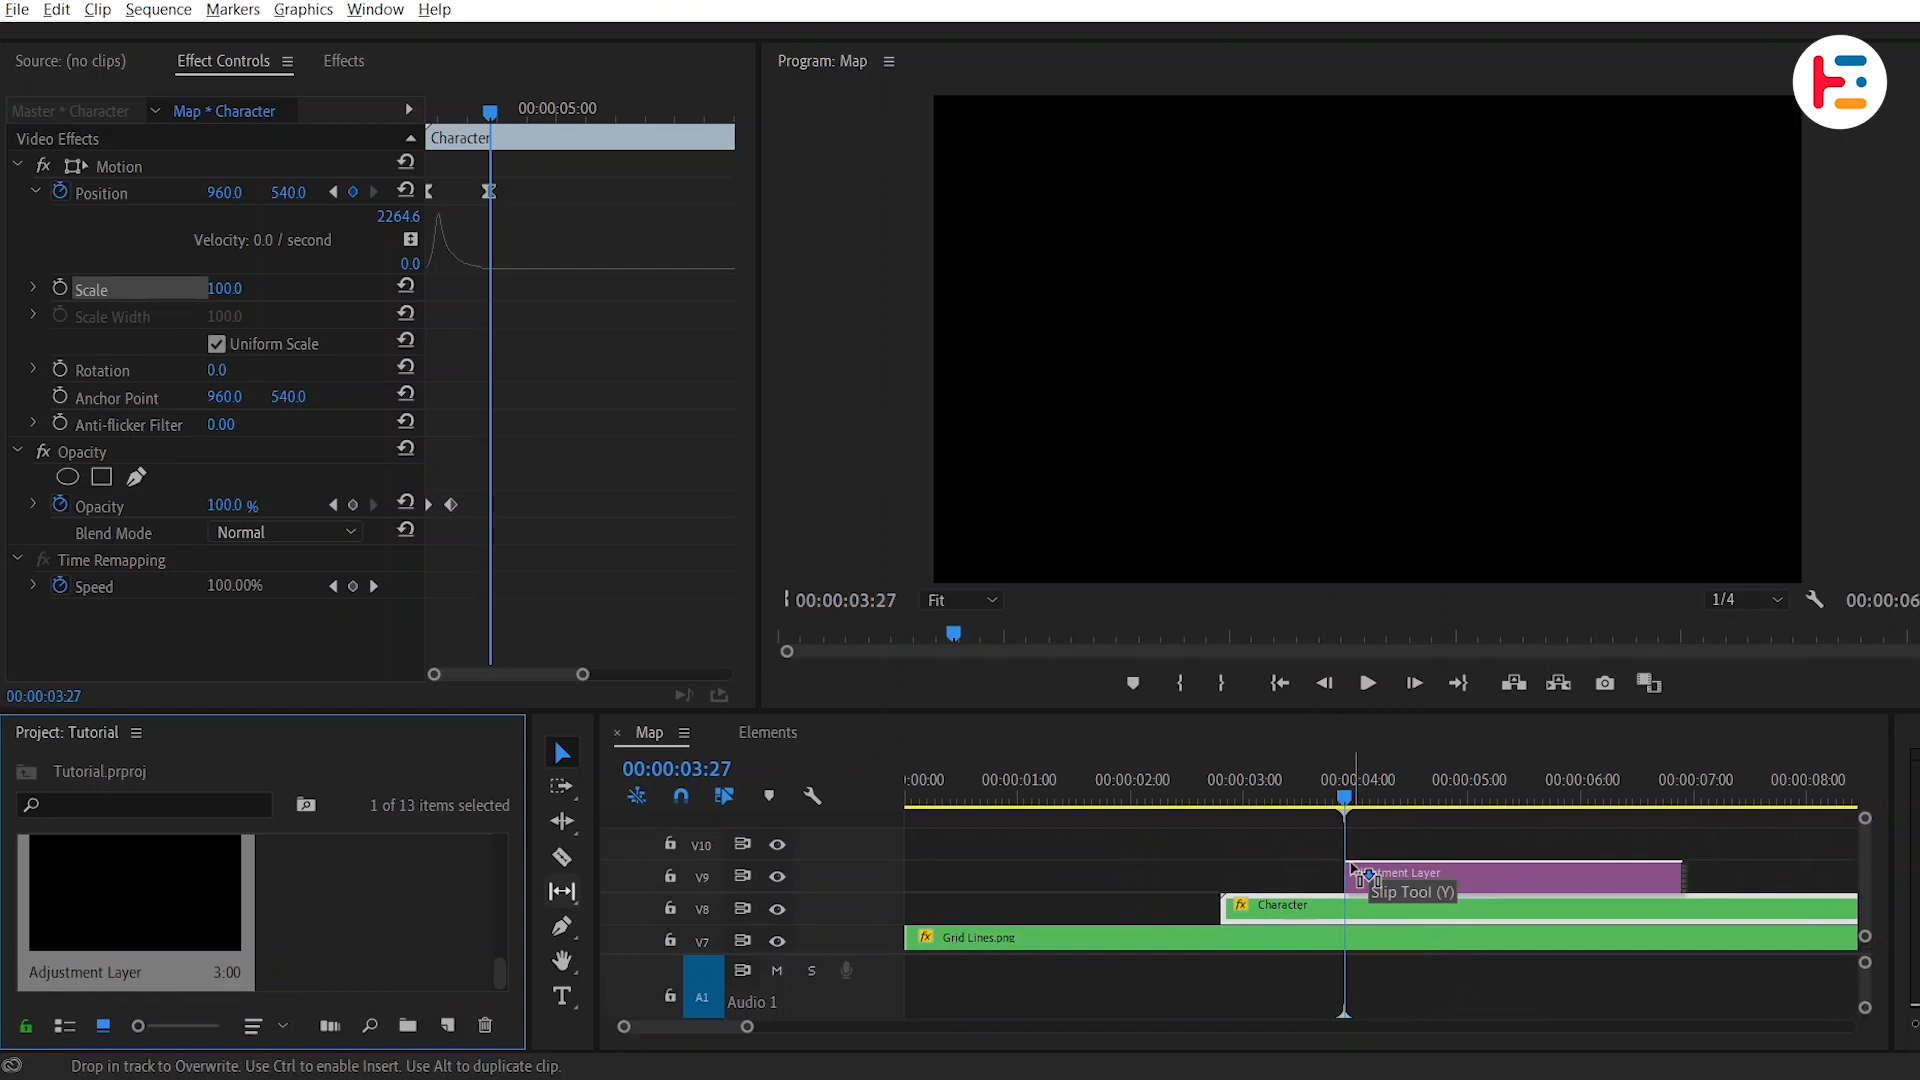 File Edit Clip Sequence Markers Graphics Window Help
Source: (no clips) Effect Controls Effects
Program: Map
Master * Character Map * Character
00:00:05:00
Video Effects
Character
fx Motion
Position 960.0 540.0
2264.6
Velocity: 0.0 / second
0.0
Scale 100.0
Scale Width 100.0
Uniform Scale
Rotation 0.0
Anchor Point 960.0 540.0
Anti-flicker Filter 0.00
fx Opacity
Opacity 100.0 %
Blend Mode Normal
fx Time Remapping
Speed 100.00%
00:00:03:27
00:00:03:27 Fit 1/4 00:00:06
Project: Tutorial
Tutorial.prproj
1 of 13 items selected
Adjustment Layer 3:00
Map Elements
00:00:03:27
:00:00 00:00:01:00 00:00:02:00 00:00:03:00 00:00:04:00 00:00:05:00 00:00:06:00 00:00:07:00 00:00:08:00
V10
V9
V8 fx Character
V7 fx Grid Lines.png
Slip Tool (Y)
M S
A1 Audio 1
Drop in track to Overwrite. Use Ctrl to enable Insert. Use Alt to duplicate clip.